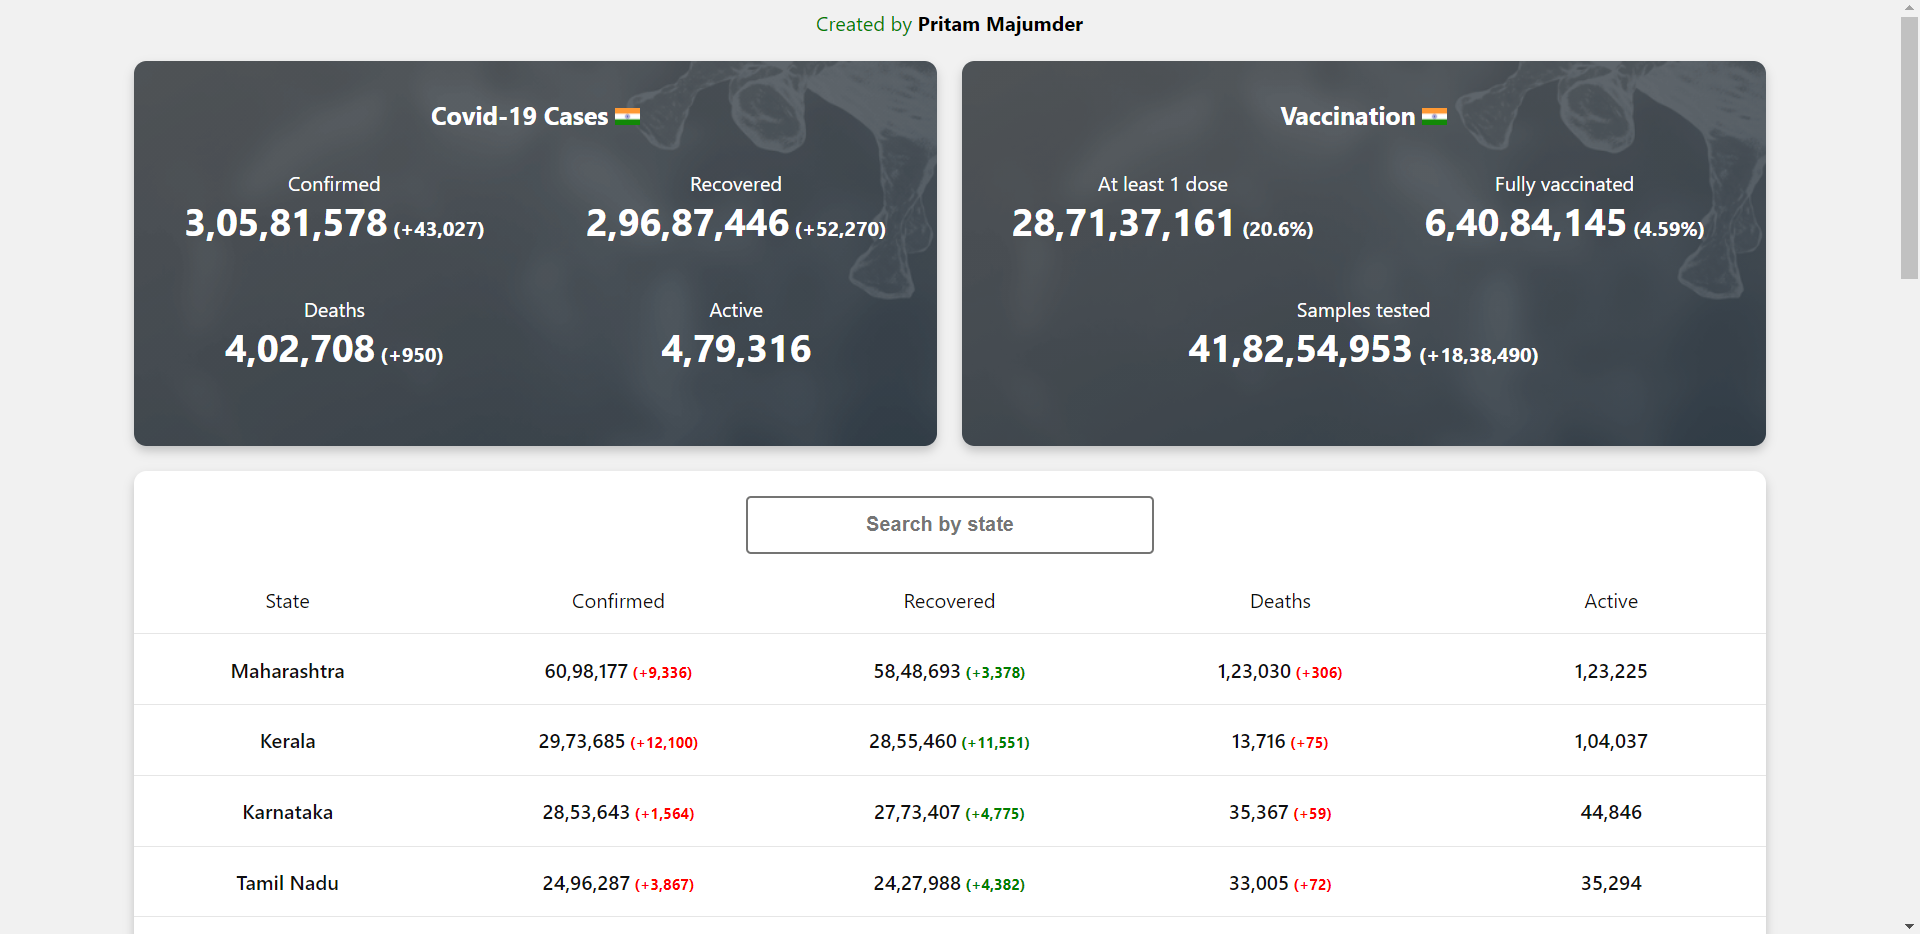 Created by Pritam Majumder
Covid-19 Cases
Confirmed
3,05,81,578 (+43,027)
Recovered
2,96,87,446 (+52,270)
Deaths
4,02,708 (+950)
Active
4,79,316
Vaccination
At least 1 dose
28,71,37,161 (20.6%)
Fully vaccinated
6,40,84,145 (4.59%)
Samples tested
41,82,54,953 (+18,38,490)
Search by state
State Confirmed Recovered Deaths Active
Maharashtra 60,98,177 (+9,336) 58,48,693 (+3,378) 1,23,030 (+306) 1,23,225
Kerala 29,73,685 (+12,100) 28,55,460 (+11,551) 13,716 (+75) 1,04,037
Karnataka 28,53,643 (+1,564) 27,73,407 (+4,775) 35,367 (+59) 44,846
Tamil Nadu 24,96,287 (+3,867) 24,27,988 (+4,382) 33,005 (+72) 35,294